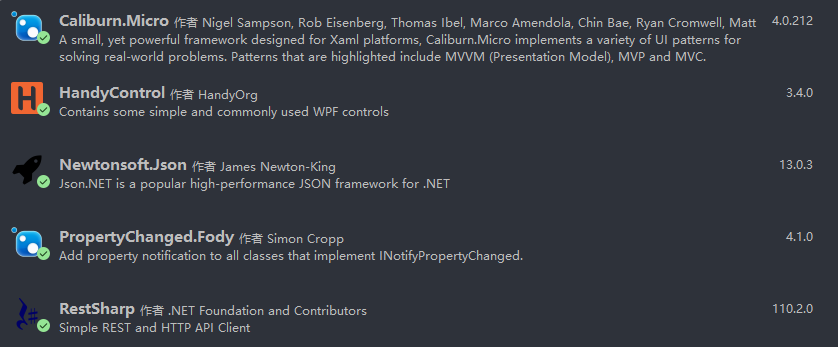 Caliburn.Micro 作者 Nigel Sampson, Rob Eisenberg, Thomas Ibel, Marco Amendola, Chin Bae, Ryan Cromwell, Matt 4.0.212
A small, yet powerful framework designed for Xaml platforms, Caliburn.Micro implements a variety of UI patterns for
solving real-world problems. Patterns that are highlighted include MVVM (Presentation Model), MVP and MVC.
HandyControl 作者 HandyOrg 3.4.0
Contains some simple and commonly used WPF controls
Newtonsoft.Json 作者 James Newton-King 13.0.3
Json.NET is a popular high-performance JSON framework for .NET
PropertyChanged.Fody 作者 Simon Cropp 4.1.0
Add property notification to all classes that implement INotifyPropertyChanged.
RestSharp 作者 .NET Foundation and Contributors 110.2.0
Simple REST and HTTP API Client